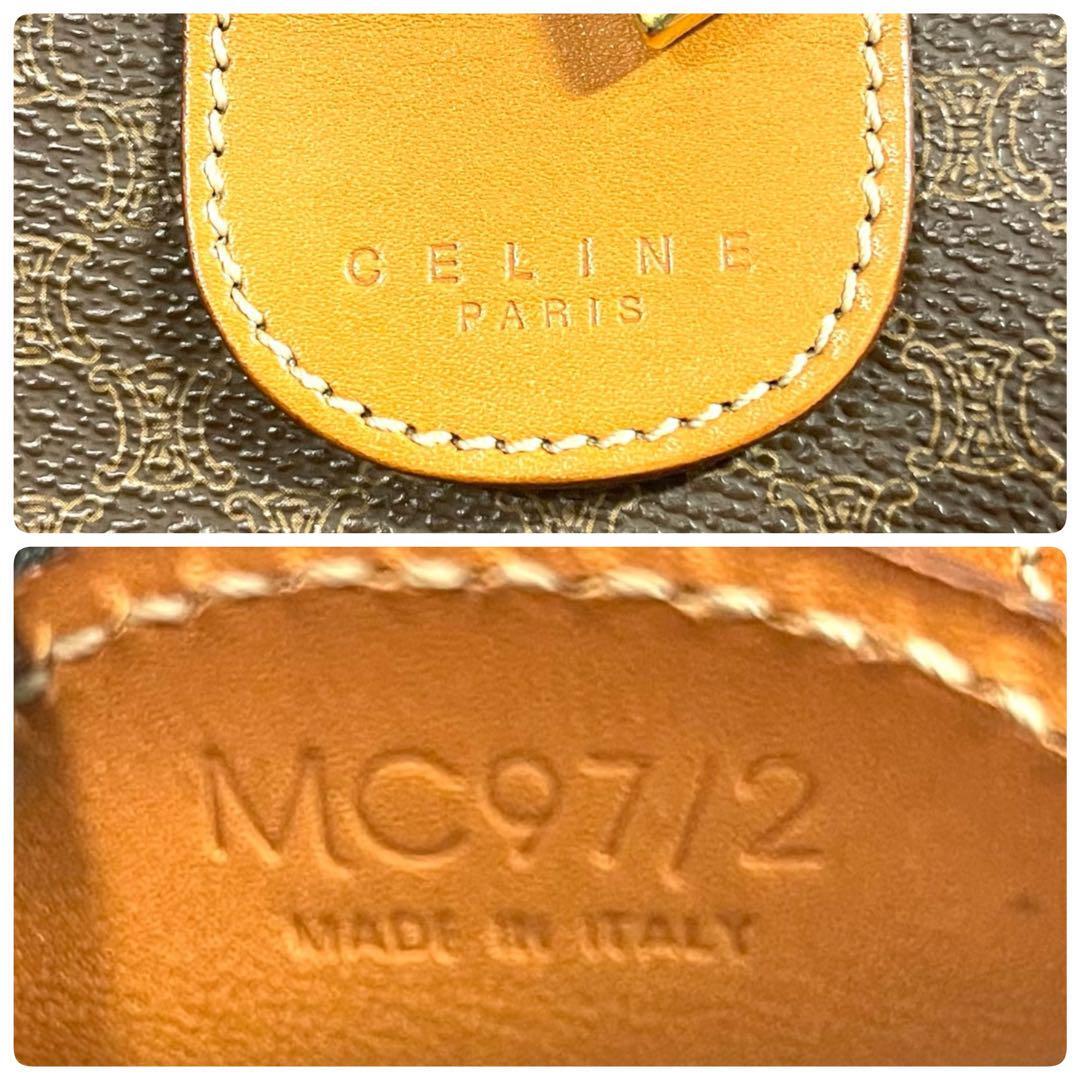 CELINE
PARIS
MC97/2
MADE IN ITALY